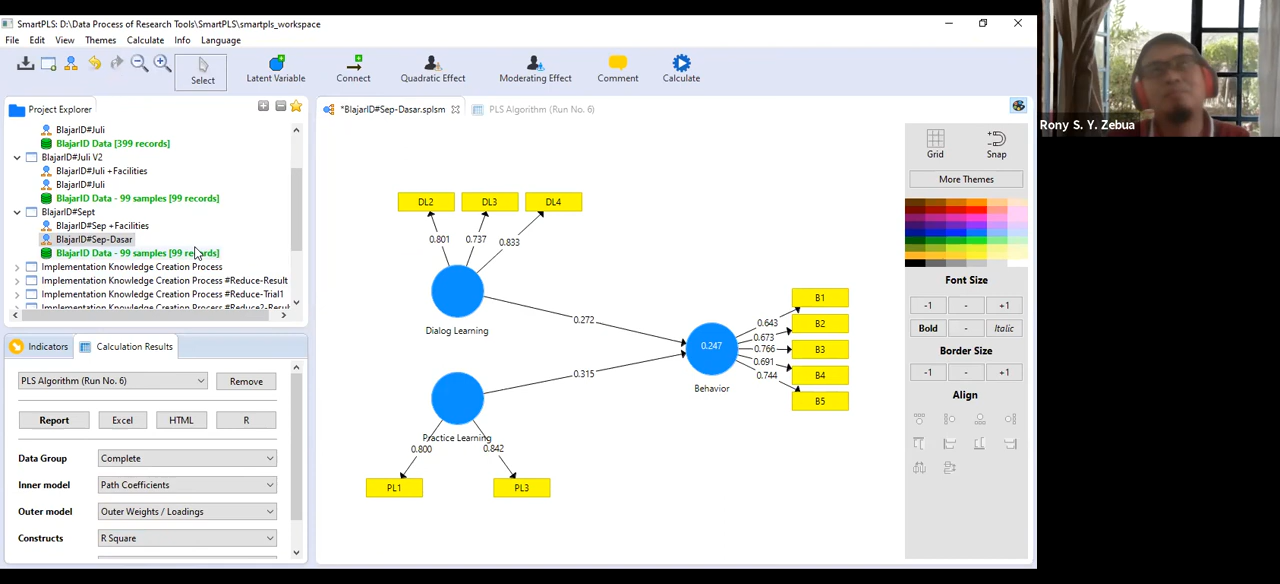 SmartPLS: D:\Data Process of Research Tools\SmartPLS\smartpls_workspace
File Edit View Themes Calculate Info Language
Select
Latent Variable
Connect
Quadratic Effect
Moderating Effect
Comment
Calculate
Project Explorer
BlajarID#Juli
BlajarID Data [399 records]
BlajarID#Juli V2
BlajarID#Juli +Facilities
BlajarID#Juli
BlajarID Data - 99 samples [99 records]
BlajarID#Sept
BlajarID#Sep +Facilities
BlajarID#Sep-Dasar
BlajarID Data - 99 samples [99 records]
Implementation Knowledge Creation Process
Implementation Knowledge Creation Process #Reduce-Result
Implementation Knowledge Creation Process #Reduce-Trial1
Implementation Knowledge Creation Process #Reduce2-Result
Indicators
Calculation Results
PLS Algorithm (Run No. 6)
Remove
Report
Excel
HTML
R
Data Group
Complete
Inner model
Path Coefficients
Outer model
Outer Weights / Loadings
Constructs
R Square
*BlajarID#Sep-Dasar.splsm
PLS Algorithm (Run No. 6)
DL2
DL3
DL4
0.801
0.737
0.833
Dialog Learning
0.272
0.315
Practice Learning
0.800
0.842
PL1
PL3
0.247
Behavior
0.643
0.673
0.766
0.691
0.744
B1
B2
B3
B4
B5
Grid
Snap
More Themes
Font Size
-1
-
+1
Bold
-
Italic
Border Size
-1
-
+1
Align
Rony S. Y. Zebua